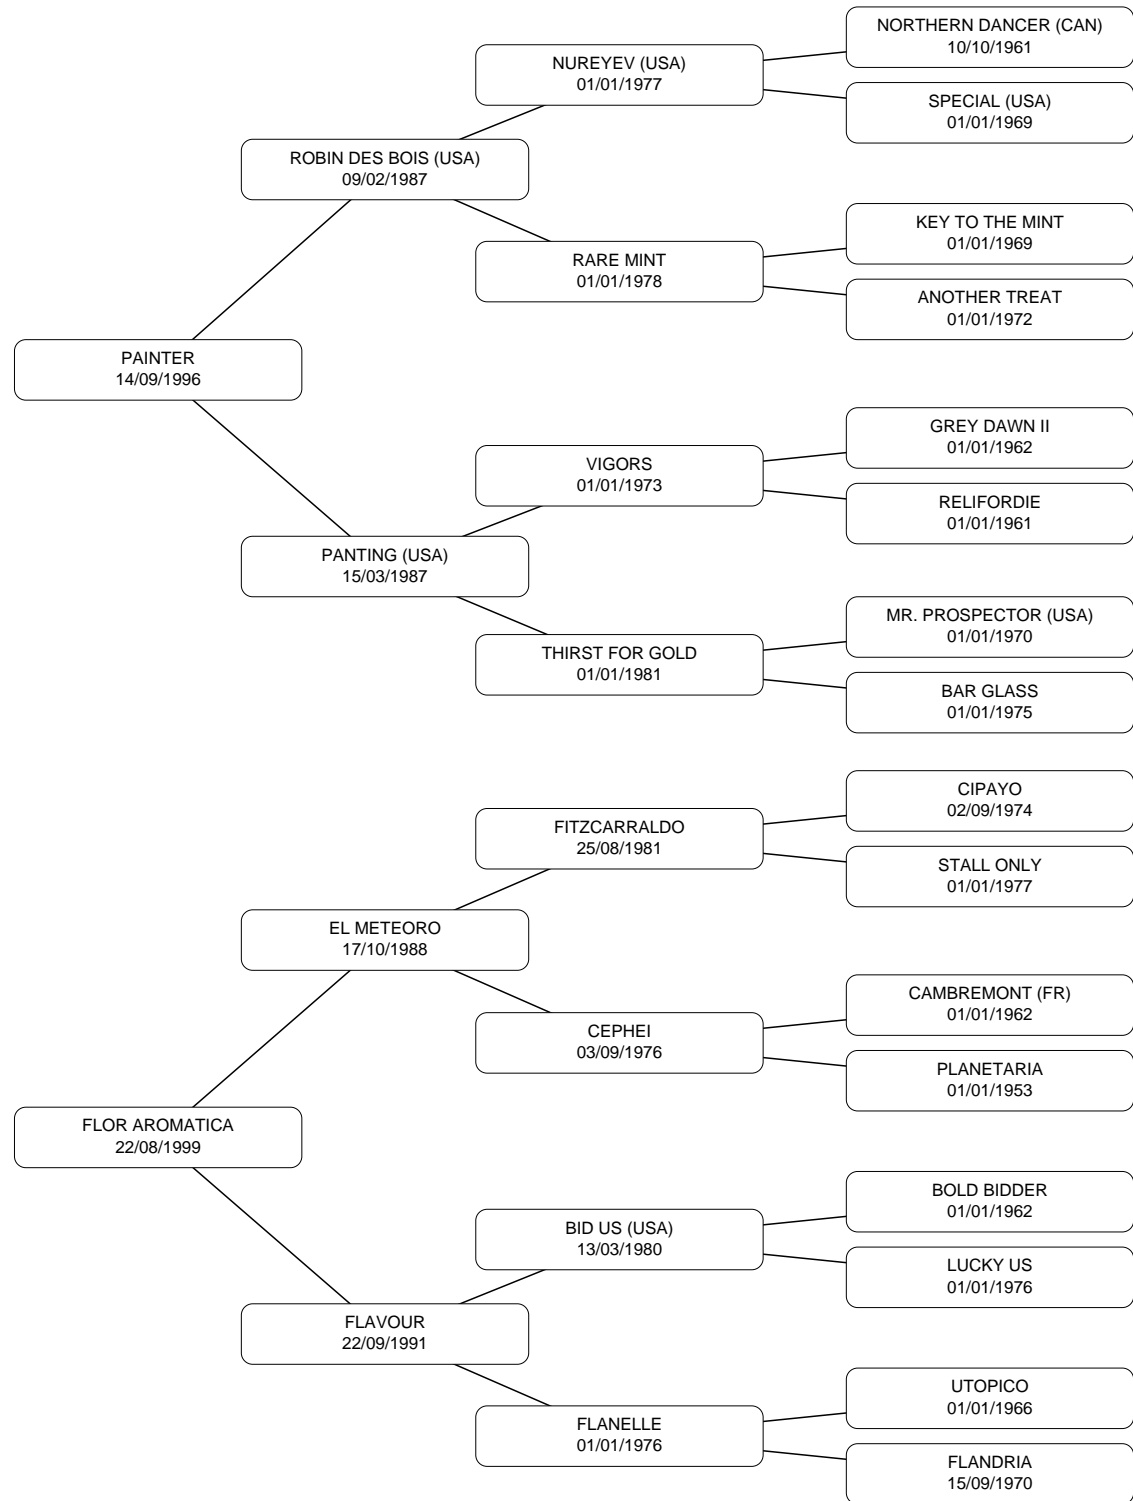 NORTHERN DANCER (CAN)
10/10/1961
NUREYEV (USA)
01/01/1977
SPECIAL (USA)
01/01/1969
ROBIN DES BOIS (USA)
09/02/1987
KEY TO THE MINT
01/01/1969
RARE MINT
01/01/1978
ANOTHER TREAT
01/01/1972
PAINTER
14/09/1996
GREY DAWN II
01/01/1962
VIGORS
01/01/1973
RELIFORDIE
01/01/1961
PANTING (USA)
15/03/1987
MR. PROSPECTOR (USA)
01/01/1970
THIRST FOR GOLD
01/01/1981
BAR GLASS
01/01/1975
CIPAYO
02/09/1974
FITZCARRALDO
25/08/1981
STALL ONLY
01/01/1977
EL METEORO
17/10/1988
CAMBREMONT (FR)
01/01/1962
CEPHEI
03/09/1976
PLANETARIA
01/01/1953
FLOR AROMATICA
22/08/1999
BOLD BIDDER
01/01/1962
BID US (USA)
13/03/1980
LUCKY US
01/01/1976
FLAVOUR
22/09/1991
UTOPICO
01/01/1966
FLANELLE
01/01/1976
FLANDRIA
15/09/1970